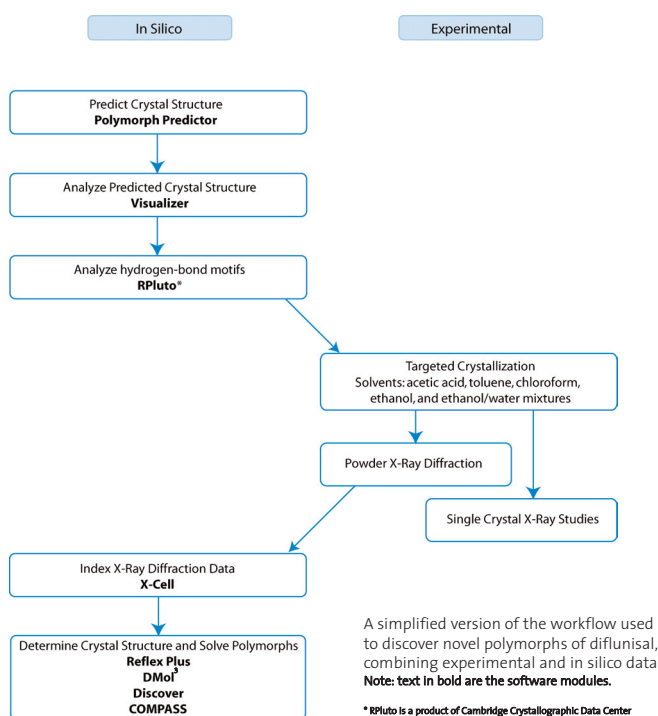 In Silico
Experimental
Predict Crystal Structure
Polymorph Predictor
Analyze Predicted Crystal Structure
Visualizer
Analyze hydrogen-bond motifs
RPluto*
Targeted Crystallization
Solvents: acetic acid, toluene, chloroform,
ethanol, and ethanol/water mixtures
Powder X-Ray Diffraction
Single Crystal X-Ray Studies
Index X-Ray Diffraction Data
X-Cell
Determine Crystal Structure and Solve Polymorphs
Reflex Plus
DMol³
Discover
COMPASS
A simplified version of the workflow used
to discover novel polymorphs of diflunisal,
combining experimental and in silico data
Note: text in bold are the software modules.
* RPluto is a product of Cambridge Crystallographic Data Center